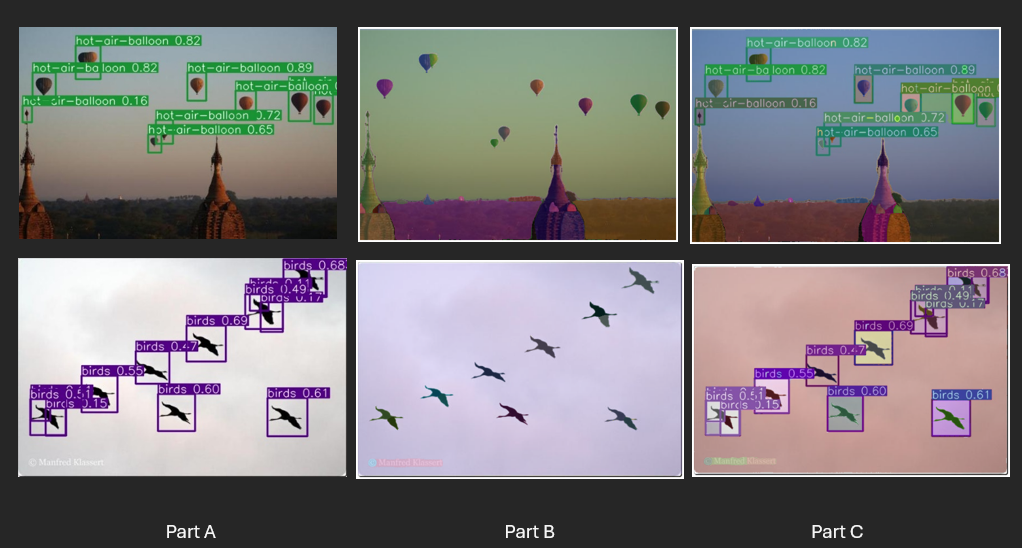 hot-air-balloon 0.82
hot-air-balloon 0.82
hot-air-balloon 0.89
hot-air-balloon
hot-air-balloon 0.16
0.72
hot-air-balloon 0.65
hot-air-balloon 0.82
hot-air-balloon 0.82
hot-air-balloon 0.89
hot-air-balloon
hot-air-balloon 0.16
hot-air-balloon 0.72
hot-air-balloon 0.65
birds 0.68
birds 0.49
0.17
birds 0.69
birds 0.47
birds 0.55
birds 0.51
birds 0.15
birds 0.60
birds 0.61
© Manfred Klassert
© Manfred Klassert
birds 0.68
0.11
birds 0.49
0.17
birds 0.69
birds 0.47
birds 0.55
birds 0.51
birds 0.15
birds 0.60
birds 0.61
© Manfred Klassert
Part A
Part B
Part C